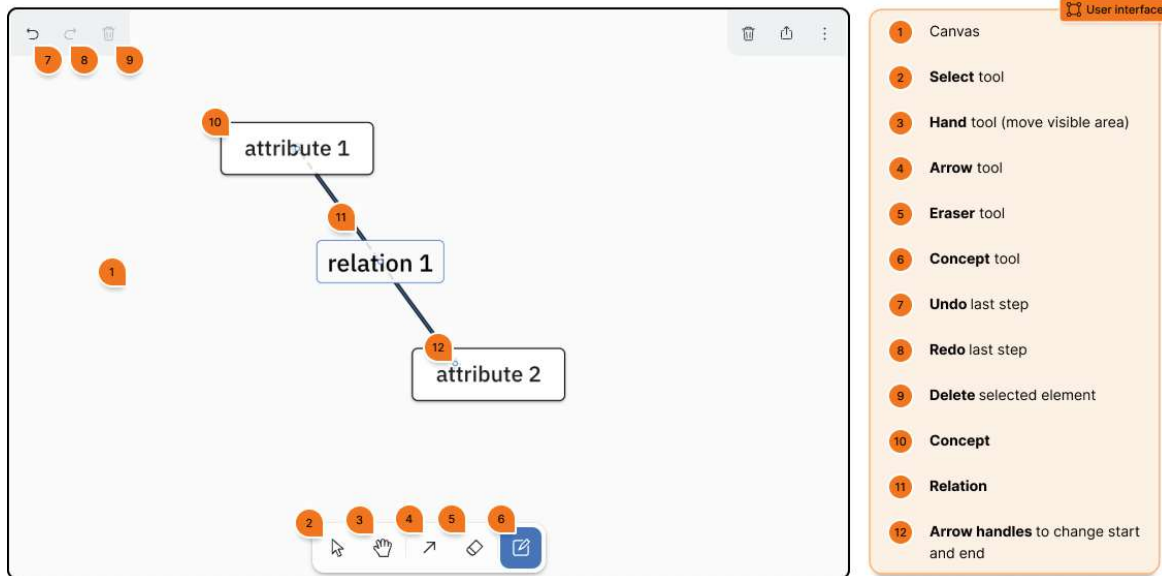 User interface
7
8
9
10
attribute 1
11
relation 1
1
12
attribute 2
2
3
4
5
6
1 Canvas
2 Select tool
3 Hand tool (move visible area)
4 Arrow tool
5 Eraser tool
6 Concept tool
7 Undo last step
8 Redo last step
9 Delete selected element
10 Concept
11 Relation
12 Arrow handles to change start
and end